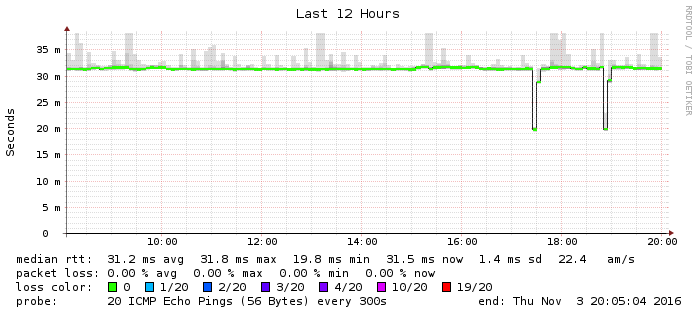 Last 12 Hours
RRDTOOL / TOBI OETIKER
Seconds
35 m
30 m
25 m
20 m
15 m
10 m
5 m
0
10:00 12:00 14:00 16:00 18:00 20:00
median rtt: 31.2 ms avg 31.8 ms max 19.8 ms min 31.5 ms now 1.4 ms sd 22.4 am/s
packet loss: 0.00 % avg 0.00 % max 0.00 % min 0.00 % now
loss color: 0 1/20 2/20 3/20 4/20 10/20 19/20
probe: 20 ICMP Echo Pings (56 Bytes) every 300s end: Thu Nov 3 20:05:04 2016